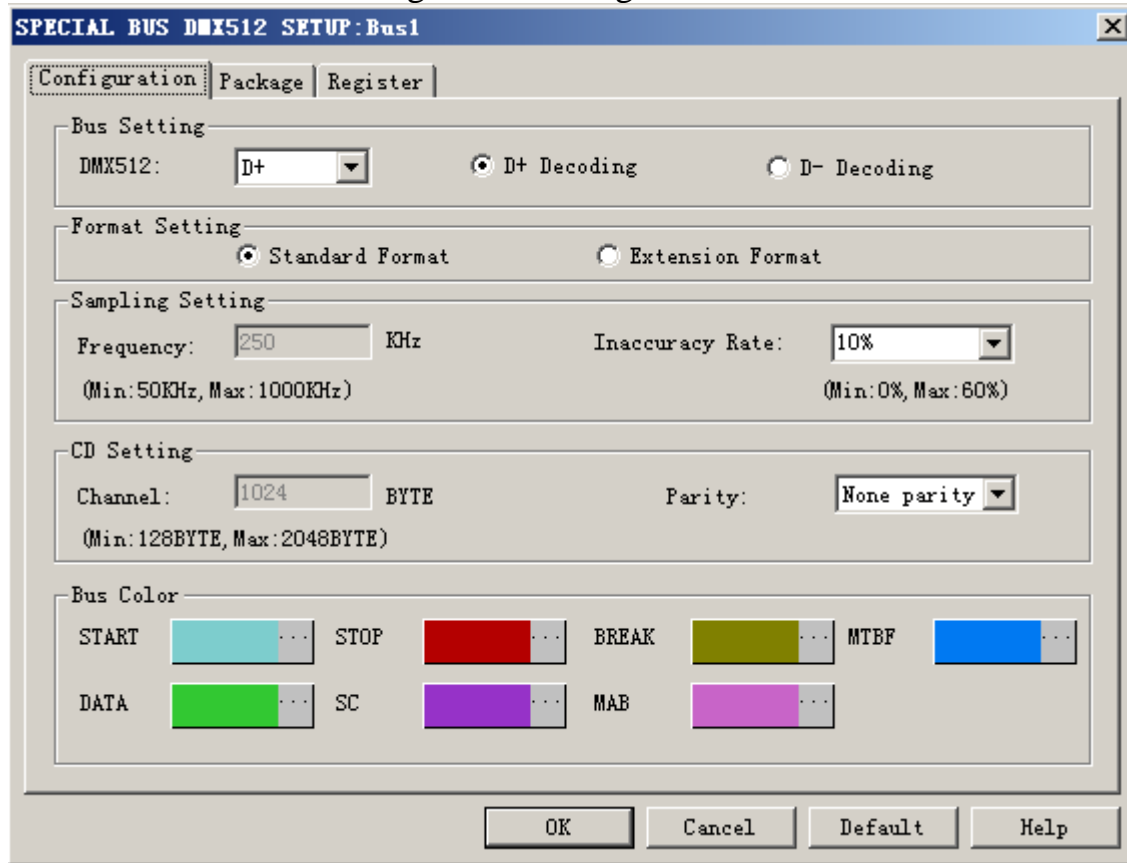 SPECIAL BUS DMX512 SETUP:Bus1
Configuration Package Register
Bus Setting
DMX512: D+ D+ Decoding D- Decoding
Format Setting
Standard Format Extension Format
Sampling Setting
Frequency: 250 KHz Inaccuracy Rate: 10%
(Min:50KHz,Max:1000KHz) (Min:0%,Max:60%)
CD Setting
Channel: 1024 BYTE Parity: None parity
(Min:128BYTE,Max:2048BYTE)
Bus Color
START ... STOP ... BREAK ... MTBF ...
DATA ... SC ... MAB ...
OK Cancel Default Help